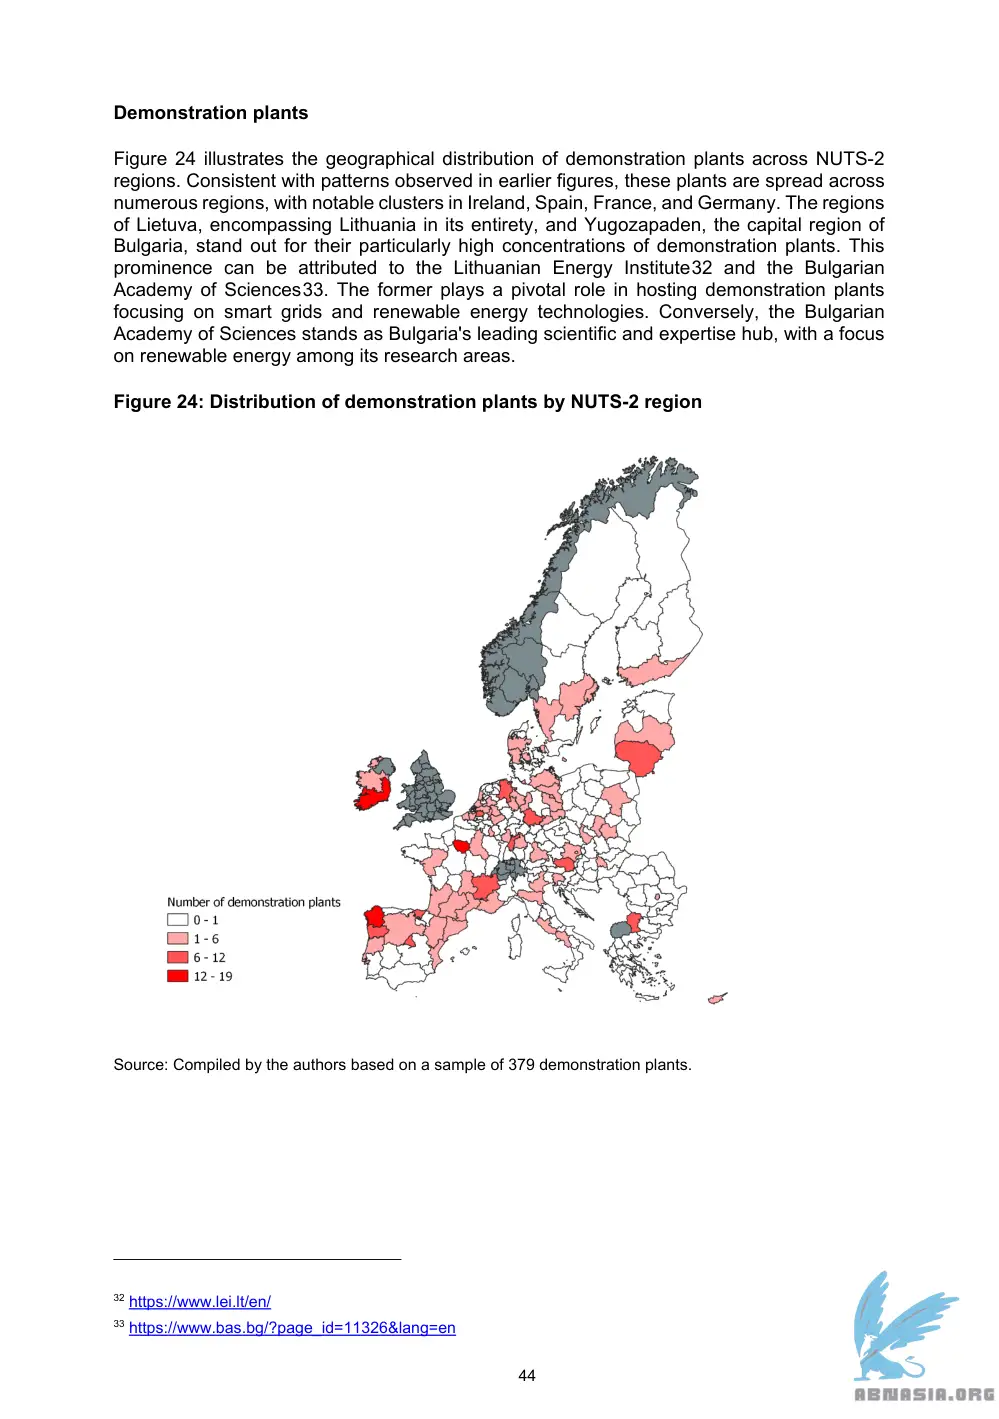 Demonstration plants
Figure 24 illustrates the geographical distribution of demonstration plants across NUTS-2
regions. Consistent with patterns observed in earlier figures, these plants are spread across
numerous regions, with notable clusters in Ireland, Spain, France, and Germany. The regions
of Lietuva, encompassing Lithuania in its entirety, and Yugozapaden, the capital region of
Bulgaria, stand out for their particularly high concentrations of demonstration plants. This
prominence can be attributed to the Lithuanian Energy Institute32 and the Bulgarian
Academy of Sciences33. The former plays a pivotal role in hosting demonstration plants
focusing on smart grids and renewable energy technologies. Conversely, the Bulgarian
Academy of Sciences stands as Bulgaria's leading scientific and expertise hub, with a focus
on renewable energy among its research areas.
Figure 24: Distribution of demonstration plants by NUTS-2 region
Number of demonstration plants
0 - 1
1 - 6
6 - 12
12 - 19
Source: Compiled by the authors based on a sample of 379 demonstration plants.
32 https://www.lei.lt/en/
33 https://www.bas.bg/?page_id=11326&lang=en
44
ABNASIA.ORG